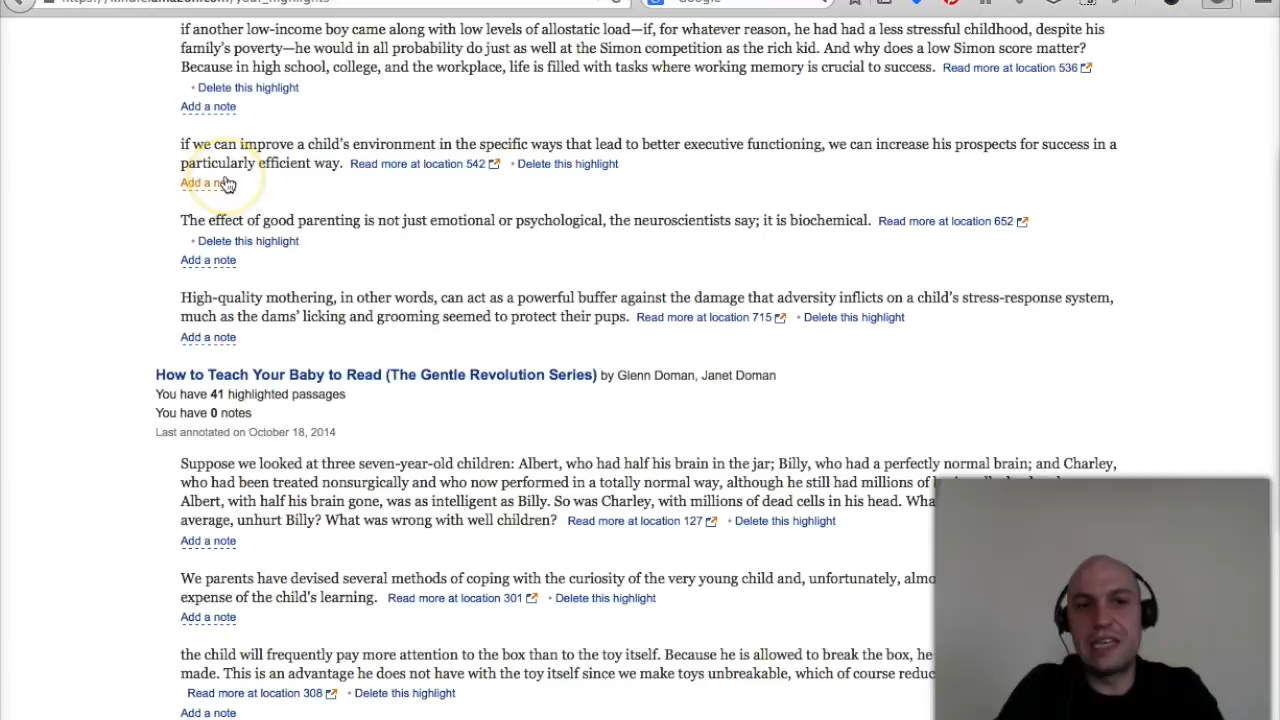 if another low-income boy came along with low levels of allostatic load—if, for whatever reason, he had had a less stressful childhood, despite his
family's poverty—he would in all probability do just as well at the Simon competition as the rich kid. And why does a low Simon score matter?
Because in high school, college, and the workplace, life is filled with tasks where working memory is crucial to success. Read more at location 536
• Delete this highlight
Add a note
if we can improve a child's environment in the specific ways that lead to better executive functioning, we can increase his prospects for success in a
particularly efficient way. Read more at location 542 • Delete this highlight
Add a
The effect of good parenting is not just emotional or psychological, the neuroscientists say; it is biochemical. Read more at location 652
• Delete this highlight
Add a note
High-quality mothering, in other words, can act as a powerful buffer against the damage that adversity inflicts on a child's stress-response system,
much as the dams' licking and grooming seemed to protect their pups. Read more at location 715 • Delete this highlight
Add a note
How to Teach Your Baby to Read (The Gentle Revolution Series) by Glenn Doman, Janet Doman
You have 41 highlighted passages
You have 0 notes
Last annotated on October 18, 2014
Suppose we looked at three seven-year-old children: Albert, who had half his brain in the jar; Billy, who had a perfectly normal brain; and Charley,
who had been treated nonsurgically and who now performed in a totally normal way, although he still had millions of
Albert, with half his brain gone, was as intelligent as Billy. So was Charley, with millions of dead cells in his head.
average, unhurt Billy? What was wrong with well children? Read more at location 127 • Delete this highlight
Add a note
We parents have devised several methods of coping with the curiosity of the very young child and, unfortunately,
expense of the child's learning. Read more at location 301 • Delete this highlight
Add a note
the child will frequently pay more attention to the box than to the toy itself. Because he is allowed to break the box, he
made. This is an advantage he does not have with the toy itself since we make toys unbreakable, which of course
Read more at location 308 • Delete this highlight
Add a note